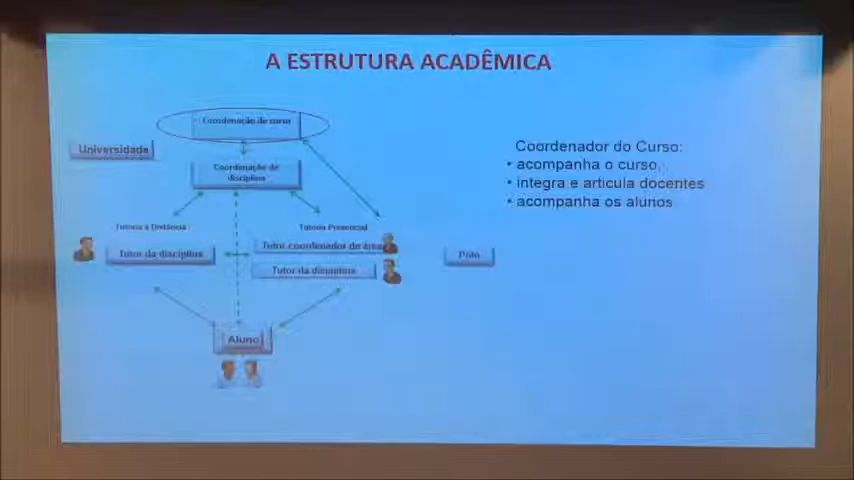 A ESTRUTURA ACADÊMICA
Coordenação de curso
Universidade
Coordenação de
disciplina
Coordenador do Curso:
• acompanha o curso,
• integra e articula docentes
• acompanha os alunos
Tutoria a Distância
Tutoria Presencial
Tutor da disciplina
Tutor coordenador de área
Tutor da disciplina
Polo
Aluno